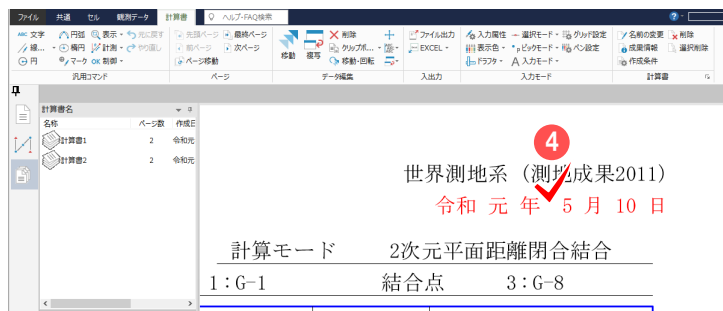 ファイル 共通 セル 観測データ 計算書 ヘルプ・FAQ検索
ABC 文字 円弧 表示 元に戻す 先頭ページ 最終ページ 削除 ファイル出力 入力属性 選択モード グリッド設定 名前の変更 削除
線... 楕円 計測 やり直し 前ページ 次ページ 移動 複写 クリップボ... EXCEL 表示色 ピックモード ペン設定 成果情報 選択削除
円 マーク OK 制御 ページ移動 移動・回転 ドラフタ 入力モード 作成条件
汎用コマンド ページ データ編集 入出力 入力モード 計算書
計算書名
名称 ページ数 作成日
計算書1 2 令和元
計算書2 2 令和元
4
世界測地系 (測地成果2011)
令和 元 年 5 月 10 日
計算モード 2次元平面距離閉合結合
1:G-1 結合点 3:G-8